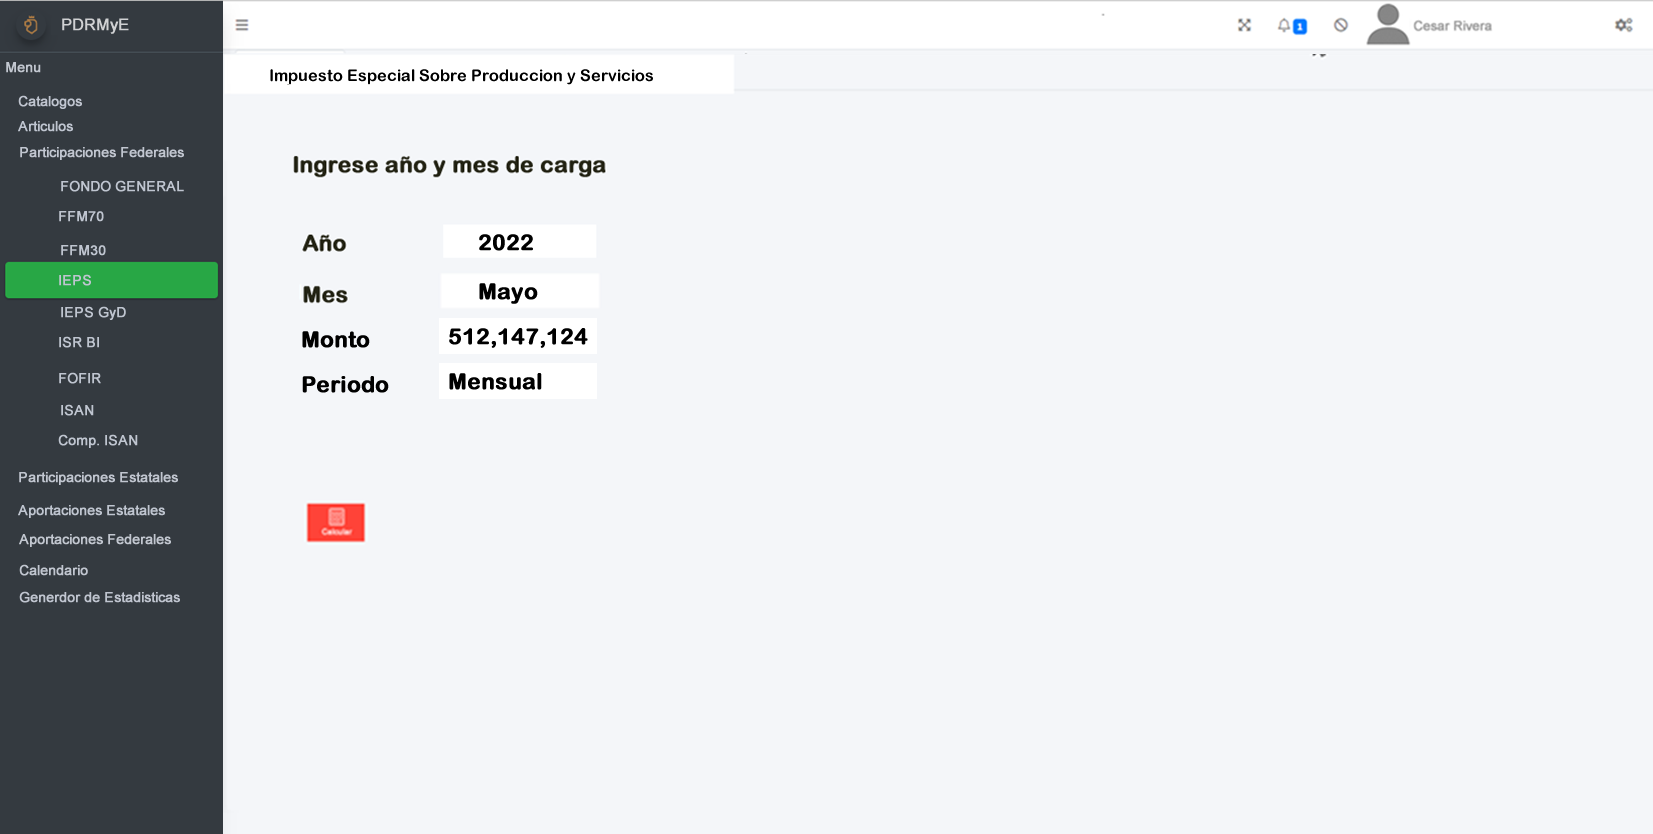 PDRMyE
1
Cesar Rivera
Menu
Catalogos
Articulos
Participaciones Federales
FONDO GENERAL
FFM70
FFM30
IEPS
IEPS GyD
ISR BI
FOFIR
ISAN
Comp. ISAN
Participaciones Estatales
Aportaciones Estatales
Aportaciones Federales
Calendario
Generdor de Estadisticas
Impuesto Especial Sobre Produccion y Servicios
Ingrese año y mes de carga
Año 2022
Mes Mayo
Monto 512,147,124
Periodo Mensual
Calcular